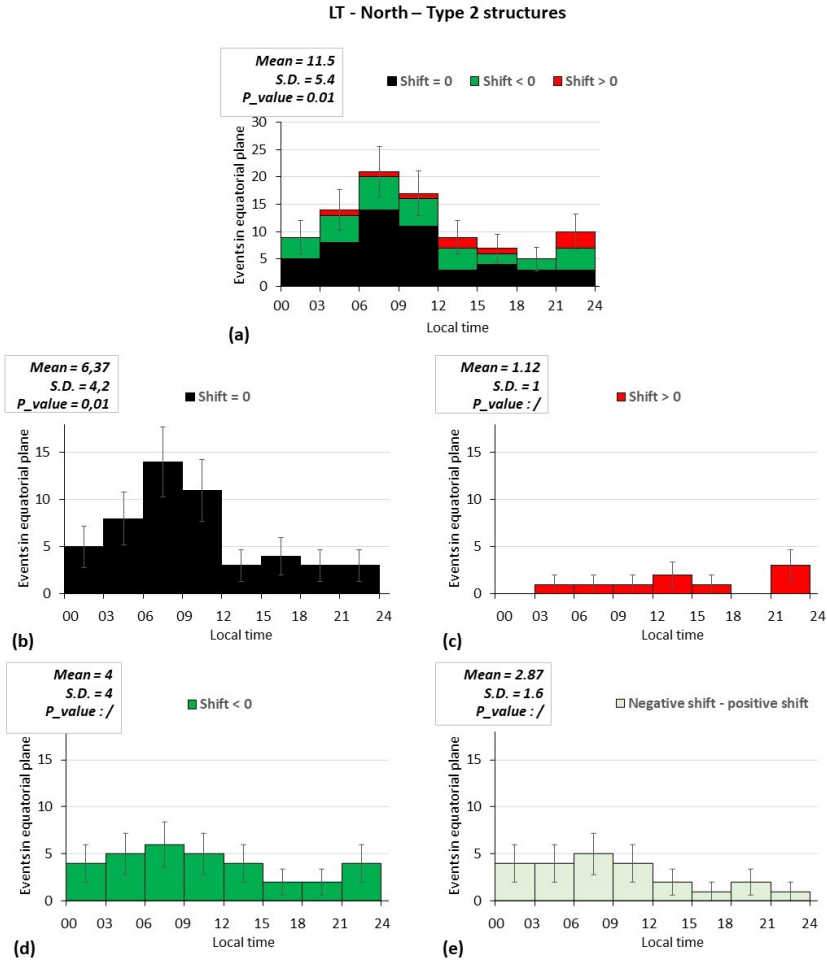 LT - North – Type 2 structures
Mean = 11.5
S.D. = 5.4
P_value = 0.01
Shift = 0 Shift < 0 Shift > 0
Events in equatorial plane
30
25
20
15
10
5
0
00 03 06 09 12 15 18 21 24
Local time
(a)
Mean = 6,37
S.D. = 4,2
P_value = 0,01
Shift = 0
Events in equatorial plane
15
10
5
0
00 03 06 09 12 15 18 21 24
Local time
(b)
Mean = 1.12
S.D. = 1
P_value : /
Shift > 0
Events in equatorial plane
15
10
5
0
00 03 06 09 12 15 18 21 24
Local time
(c)
Mean = 4
S.D. = 4
P_value : /
Shift < 0
Events in equatorial plane
15
10
5
0
00 03 06 09 12 15 18 21 24
Local time
(d)
Mean = 2.87
S.D. = 1.6
P_value : /
Negative shift - positive shift
Events in equatorial plane
15
10
5
0
00 03 06 09 12 15 18 21 24
Local time
(e)